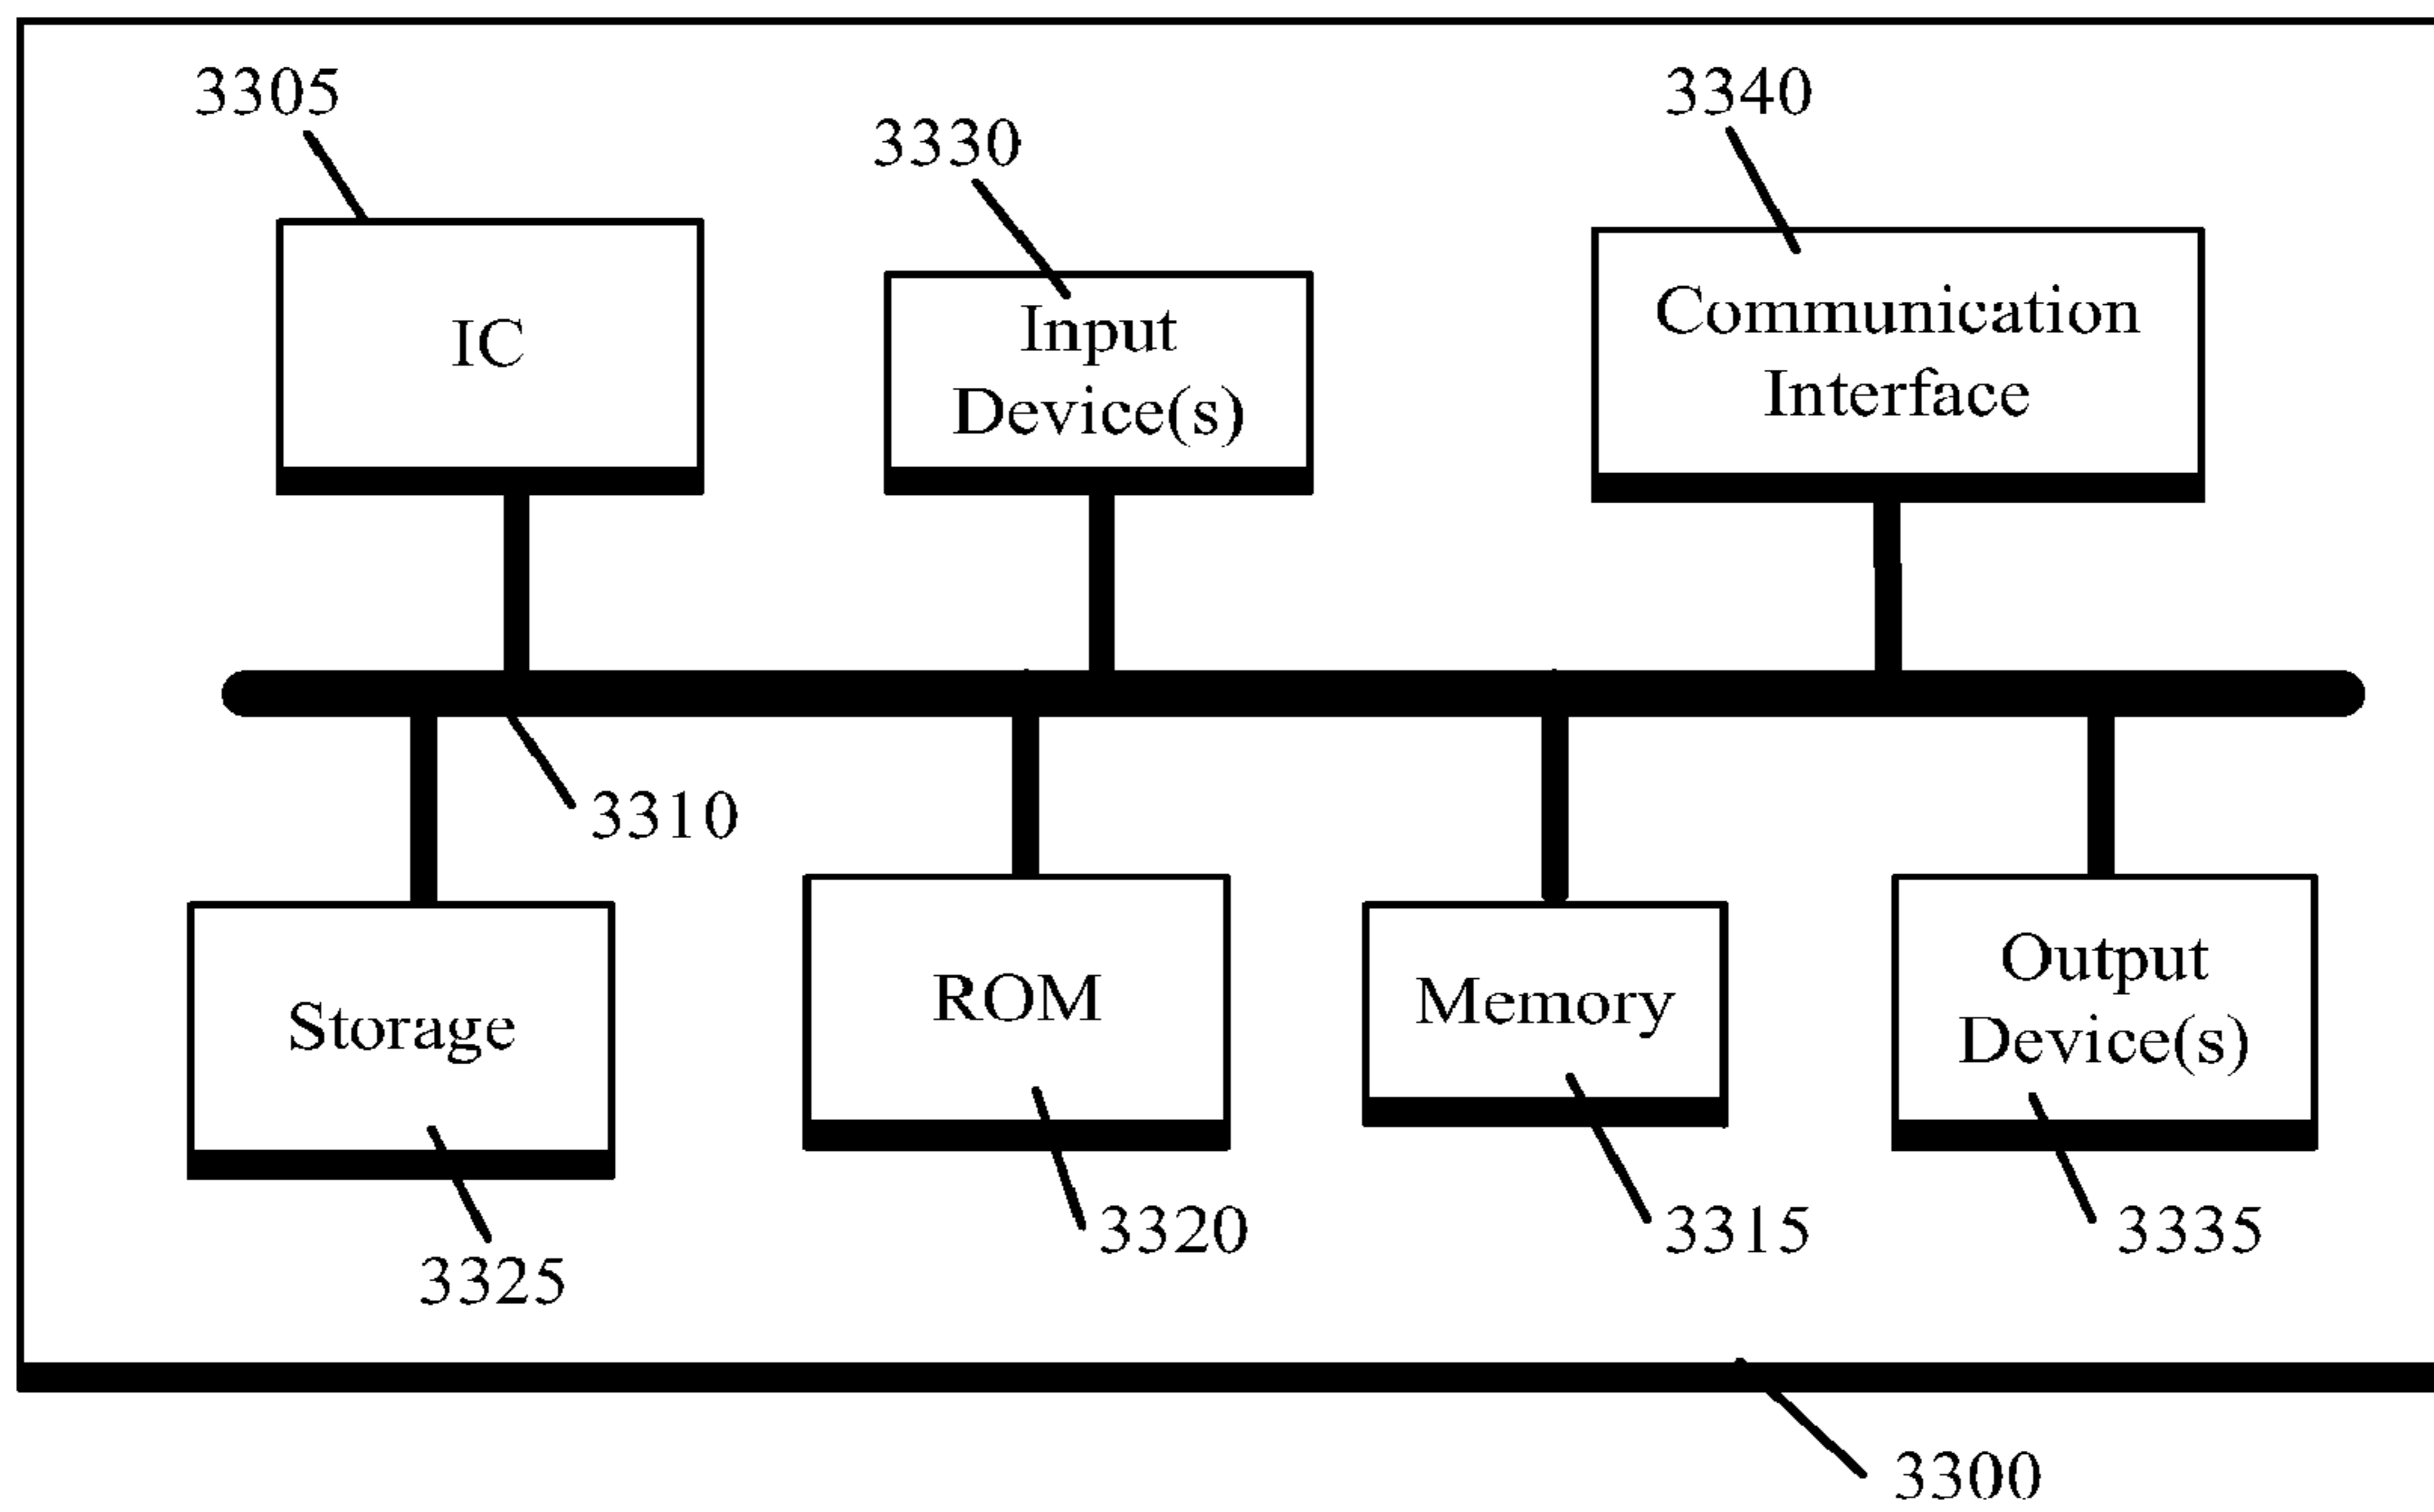 3305
3330
3340
IC
Input
Device(s)
Communication
Interface
3310
Storage
ROM
Memory
Output
Device(s)
3325
3320
3315
3335
3300